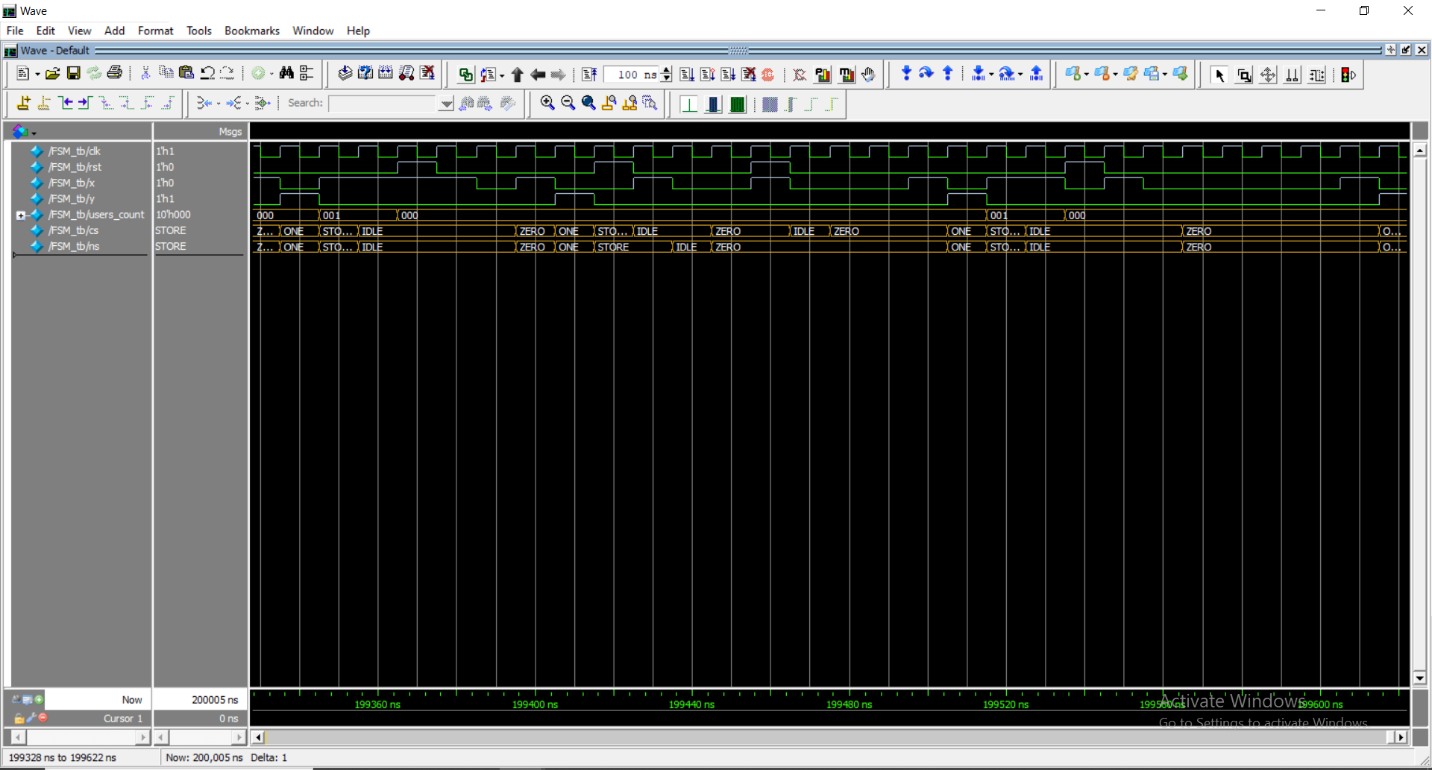 Wave
File Edit View Add Format Tools Bookmarks Window Help
Wave - Default
100 ns
Search:
Msgs
/FSM_tb/clk 1'h1
/FSM_tb/rst 1'h0
/FSM_tb/x 1'h0
/FSM_tb/y 1'h1
/FSM_tb/users_count 10'h000 000 001 000 001 000
/FSM_tb/cs STORE Z... ONE STO... IDLE ZERO ONE STO... IDLE ZERO IDLE ZERO ONE STO... IDLE ZERO O...
/FSM_tb/ns STORE Z... ONE STO... IDLE ZERO ONE STORE IDLE ZERO ONE STO... IDLE ZERO O...
Now 200005 ns 199360 ns 199400 ns 199440 ns 199480 ns 199520 ns 199560 ns 199600 ns
Activate Windows
Cursor 1 0 ns
Go to Settings to activate Windows.
199328 ns to 199622 ns Now: 200,005 ns Delta: 1